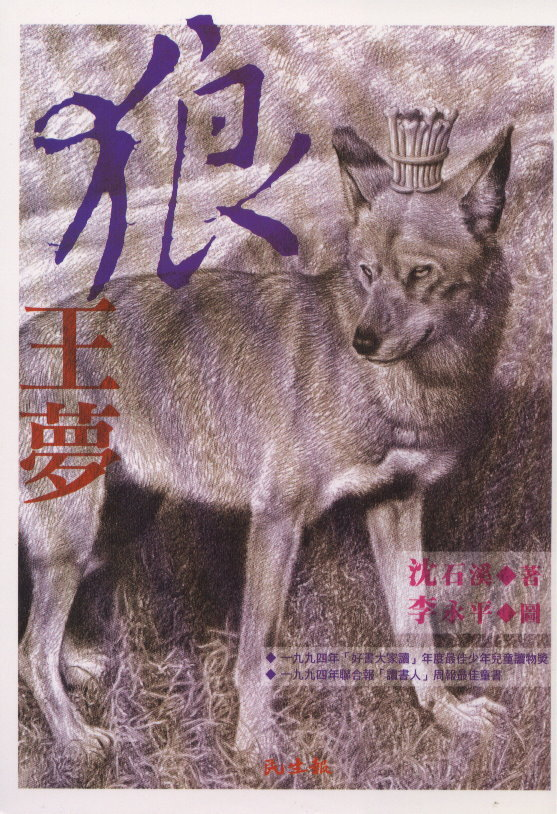 狼
王夢
沈石溪◆著
李永平◆圖
◆ 一九九四年「好書大家讀」年度最佳少年兒童讀物獎
◆ 一九九四年聯合報「讀書人」周報最佳童書
民生報